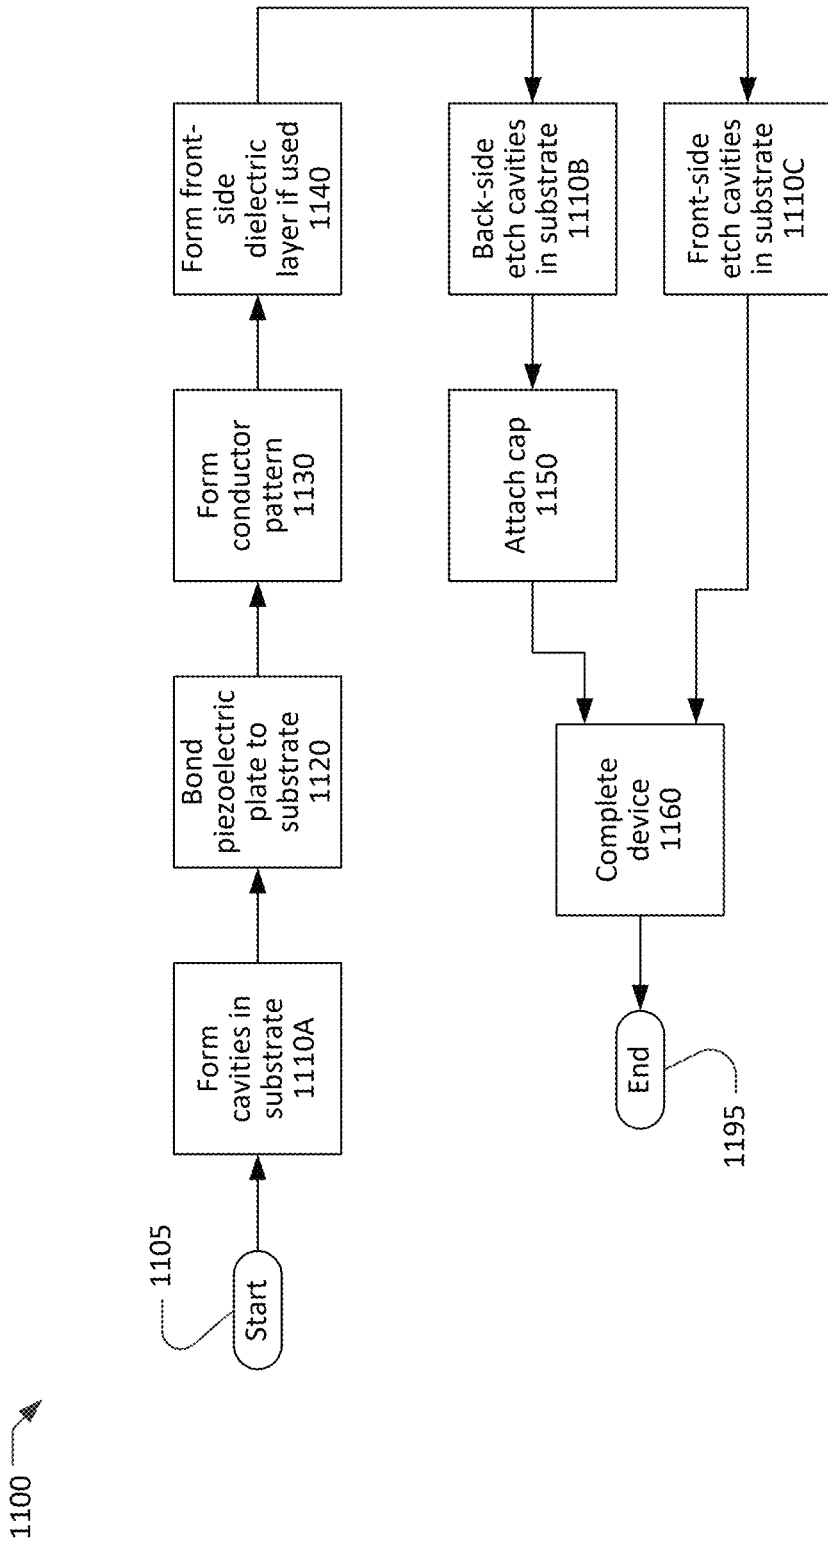 1100
1105
Start
Form
cavities in
substrate
1110A
Bond
piezoelectric
plate to
substrate
1120
Form
conductor
pattern
1130
Form front-
side
dielectric
layer if used
1140
Back-side
etch cavities
in substrate
1110B
Front-side
etch cavities
in substrate
1110C
Attach cap
1150
Complete
device
1160
End
1195